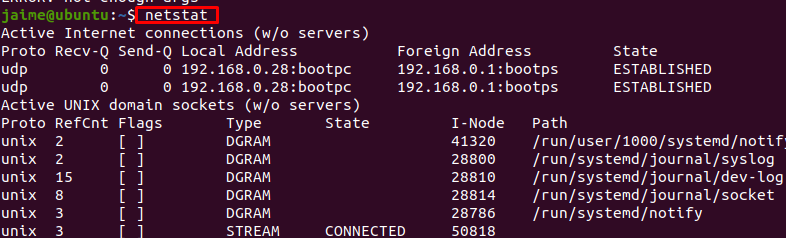 ERROR: not enough args
jaime@ubuntu:~$ netstat
Active Internet connections (w/o servers)
Proto Recv-Q Send-Q Local Address Foreign Address State
udp 0 0 192.168.0.28:bootpc 192.168.0.1:bootps ESTABLISHED
udp 0 0 192.168.0.28:bootpc 192.168.0.1:bootps ESTABLISHED
Active UNIX domain sockets (w/o servers)
Proto RefCnt Flags Type State I-Node Path
unix 2 [ ] DGRAM 41320 /run/user/1000/systemd/notify
unix 2 [ ] DGRAM 28800 /run/systemd/journal/syslog
unix 15 [ ] DGRAM 28810 /run/systemd/journal/dev-log
unix 8 [ ] DGRAM 28814 /run/systemd/journal/socket
unix 3 [ ] DGRAM 28786 /run/systemd/notify
unix 3 [ ] STREAM CONNECTED 50818